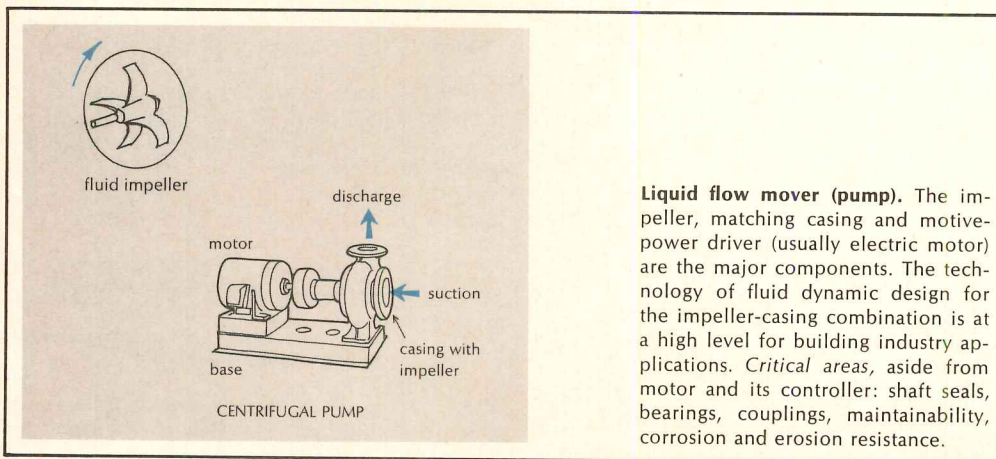 fluid impeller
discharge
motor
suction
casing with
impeller
base
CENTRIFUGAL PUMP
Liquid flow mover (pump). The im-
peller, matching casing and motive-
power driver (usually electric motor)
are the major components. The tech-
nology of fluid dynamic design for
the impeller-casing combination is at
a high level for building industry ap-
plications. Critical areas, aside from
motor and its controller: shaft seals,
bearings, couplings, maintainability,
corrosion and erosion resistance.